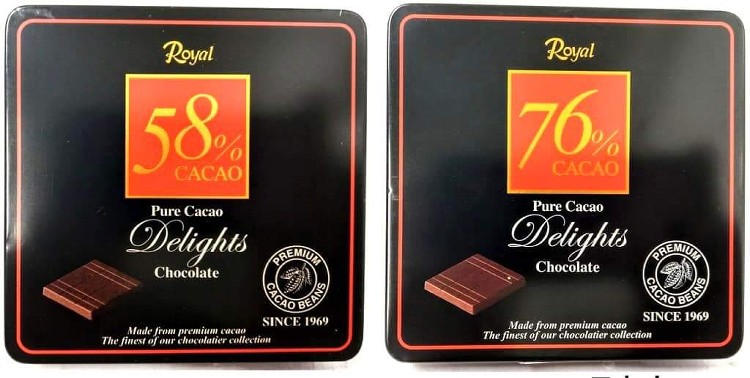 Royal
58%
CACAO
Pure Cacao
Delights
Chocolate
PREMIUM
CACAO BEANS
SINCE 1969
Made from premium cacao
The finest of our chocolatier collection
Royal
76%
CACAO
Pure Cacao
Delights
Chocolate
PREMIUM
CACAO BEANS
SINCE 1969
Made from premium cacao
The finest of our chocolatier collection